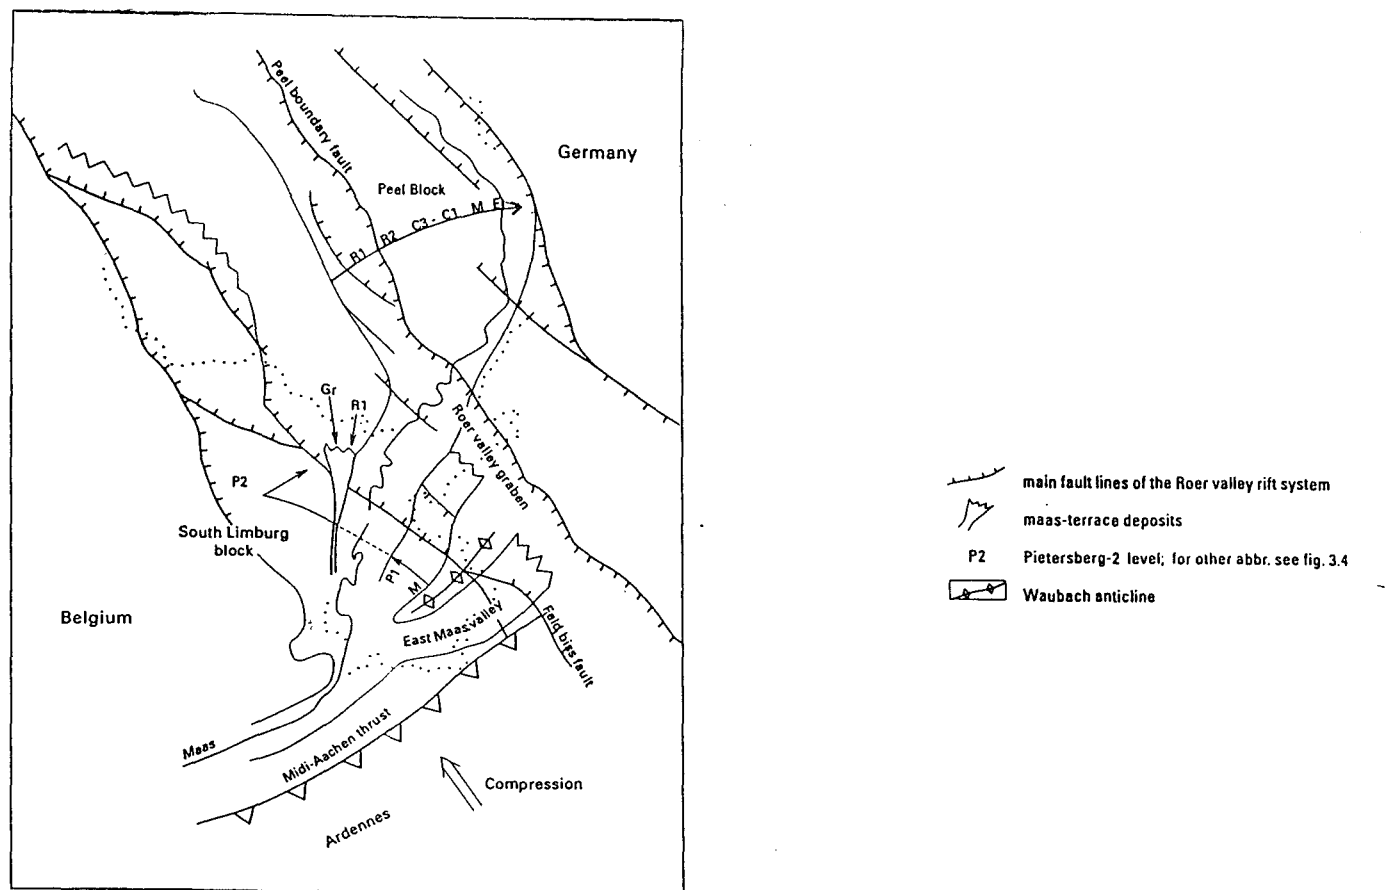 Peel boundary fault
Germany
Peel Block
R1 R2 C3 - C1 M E
Gr
R1
Roer valley graben
P2
South Limburg
block
P1
M
Belgium
East Maas valley
Feldbiss fault
Maas
Midi-Aachen thrust
Compression
Ardennes
main fault lines of the Roer valley rift system
maas-terrace deposits
P2 Pietersberg-2 level; for other abbr. see fig. 3.4
Waubach anticline